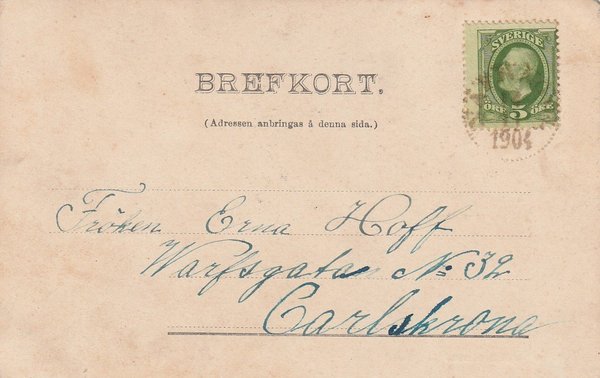 SVERIGE
ÖRE 5 ÖRE
1904
BREFKORT.
(Adressen anbringas å denna sida.)
Fröken Erna Hoff
Warfsgatan No 32
Carlskrona